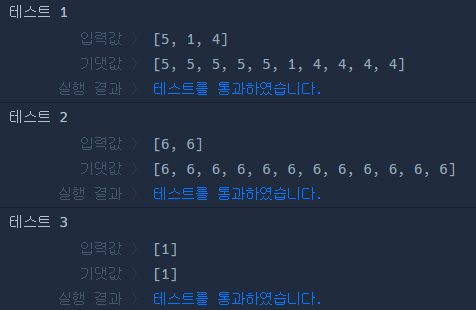 테스트 1
입력값 〉 [5, 1, 4]
기댓값 〉 [5, 5, 5, 5, 5, 1, 4, 4, 4, 4]
실행 결과 〉 테스트를 통과하였습니다.
테스트 2
입력값 〉 [6, 6]
기댓값 〉 [6, 6, 6, 6, 6, 6, 6, 6, 6, 6, 6, 6]
실행 결과 〉 테스트를 통과하였습니다.
테스트 3
입력값 〉 [1]
기댓값 〉 [1]
실행 결과 〉 테스트를 통과하였습니다.